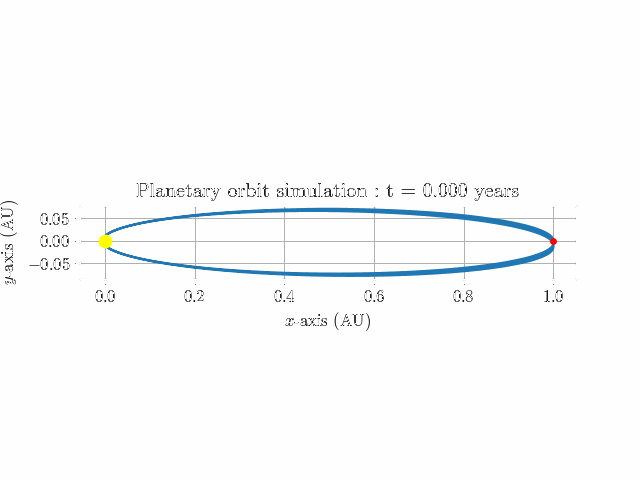 Planetary orbit simulation : t = 0.000 years
y-axis (AU)
0.05
0.00
−0.05
0.0 0.2 0.4 0.6 0.8 1.0
x-axis (AU)